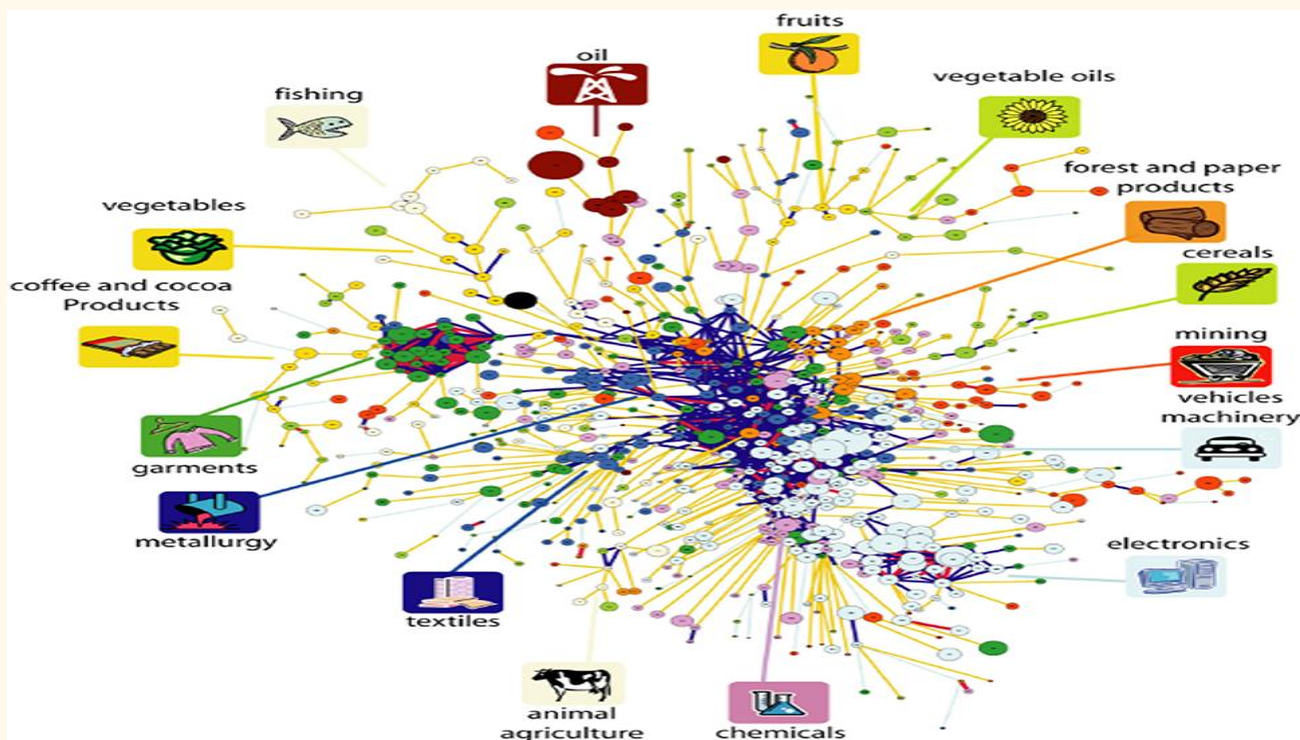 fruits
oil
vegetable oils
fishing
forest and paper
products
vegetables
cereals
coffee and cocoa
Products
mining
vehicles
machinery
garments
metallurgy
electronics
textiles
animal
agriculture
chemicals